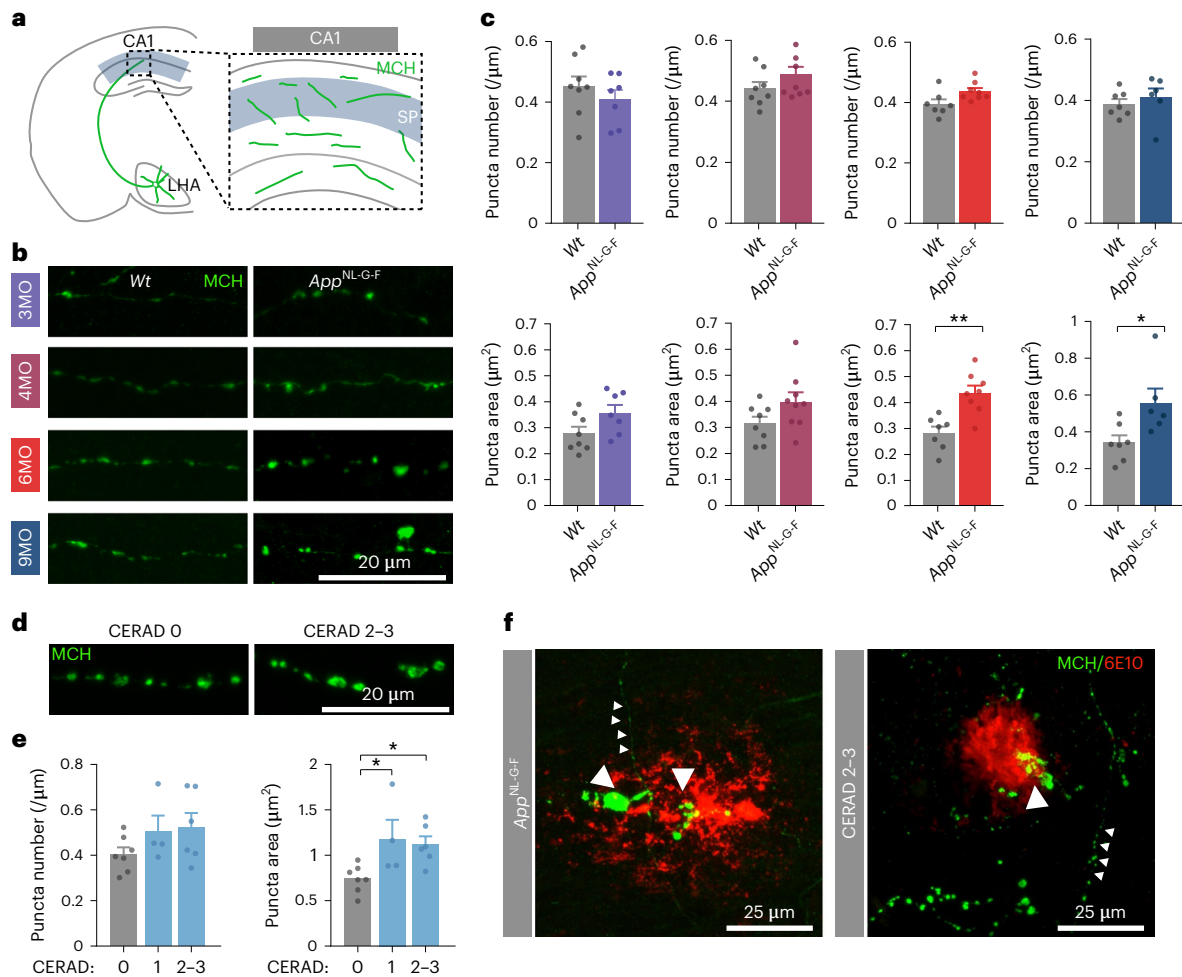 a
CA1
LHA
CA1
MCH
SP
b
3MO
Wt
MCH
App^NL-G-F
4MO
6MO
9MO
20 µm
c
Puncta number (/µm)
0.6
0.4
0.2
0
Wt
App^NL-G-F
Puncta number (/µm)
0.6
0.4
0.2
0
Wt
App^NL-G-F
Puncta number (/µm)
0.6
0.4
0.2
0
Wt
App^NL-G-F
Puncta number (/µm)
0.6
0.4
0.2
0
Wt
App^NL-G-F
Puncta area (µm²)
0.7
0.6
0.5
0.4
0.3
0.2
0.1
0
Wt
App^NL-G-F
Puncta area (µm²)
0.7
0.6
0.5
0.4
0.3
0.2
0.1
0
Wt
App^NL-G-F
Puncta area (µm²)
0.7
0.6
0.5
0.4
0.3
0.2
0.1
0
**
Wt
App^NL-G-F
Puncta area (µm²)
1
0.8
0.6
0.4
0.2
0
*
Wt
App^NL-G-F
d
CERAD 0
CERAD 2–3
MCH
20 µm
e
Puncta number (/µm)
0.8
0.6
0.4
0.2
0
CERAD: 0 1 2–3
Puncta area (µm²)
2
1.5
1
0.5
0
*
*
CERAD: 0 1 2–3
f
App^NL-G-F
25 µm
CERAD 2–3
MCH/6E10
25 µm